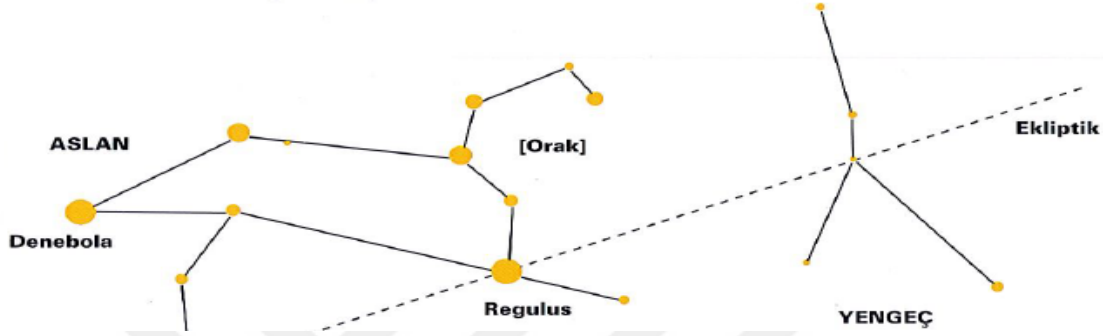 Ekliptik
ASLAN
[Orak]
Denebola
Regulus
YENGEÇ